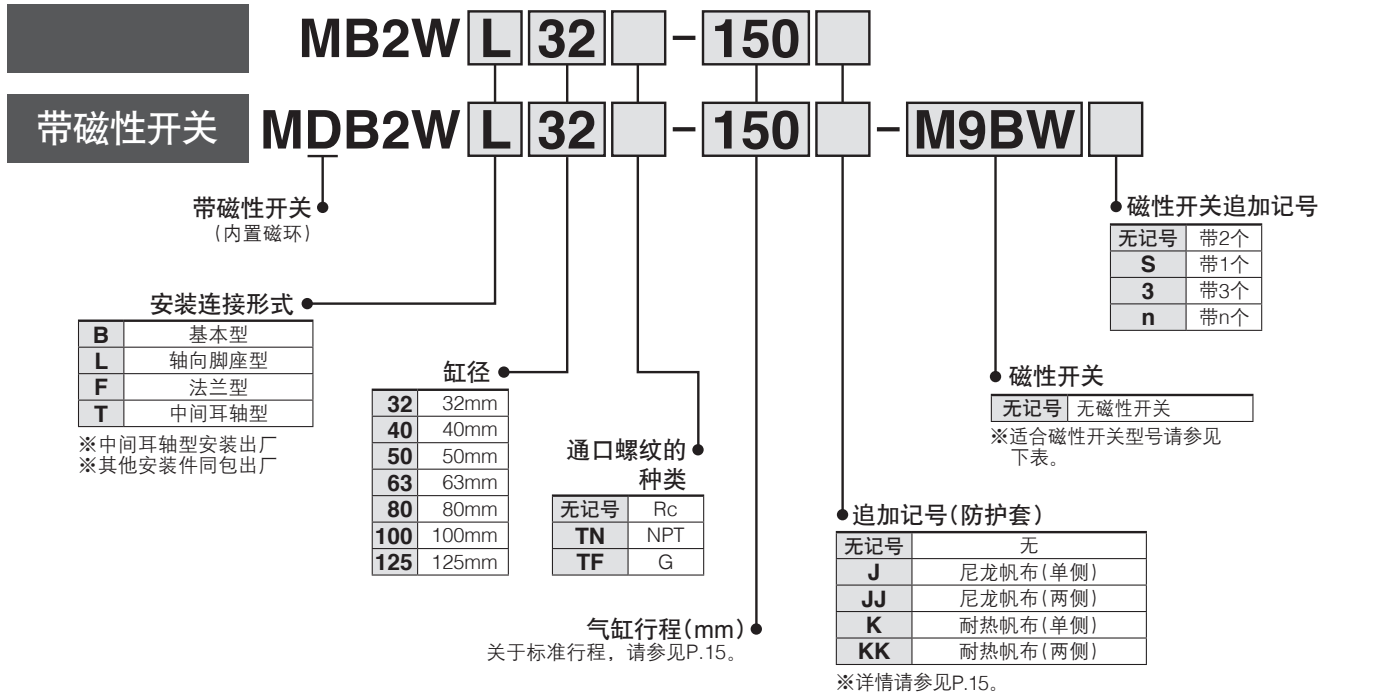 MB2W L 32 - 150
带磁性开关 MDB2W L 32 - 150 - M9BW
带磁性开关
(内置磁环)
安装连接形式
B 基本型
L 轴向脚座型
F 法兰型
T 中间耳轴型
※中间耳轴型安装出厂
※其他安装件同包出厂
缸径
32 32mm
40 40mm
50 50mm
63 63mm
80 80mm
100 100mm
125 125mm
通口螺纹的
种类
无记号 Rc
TN NPT
TF G
气缸行程(mm)
关于标准行程，请参见P.15。
追加记号(防护套)
无记号 无
J 尼龙帆布(单侧)
JJ 尼龙帆布(两侧)
K 耐热帆布(单侧)
KK 耐热帆布(两侧)
※详情请参见P.15。
磁性开关
无记号 无磁性开关
※适合磁性开关型号请参见
下表。
磁性开关追加记号
无记号 带2个
S 带1个
3 带3个
n 带n个